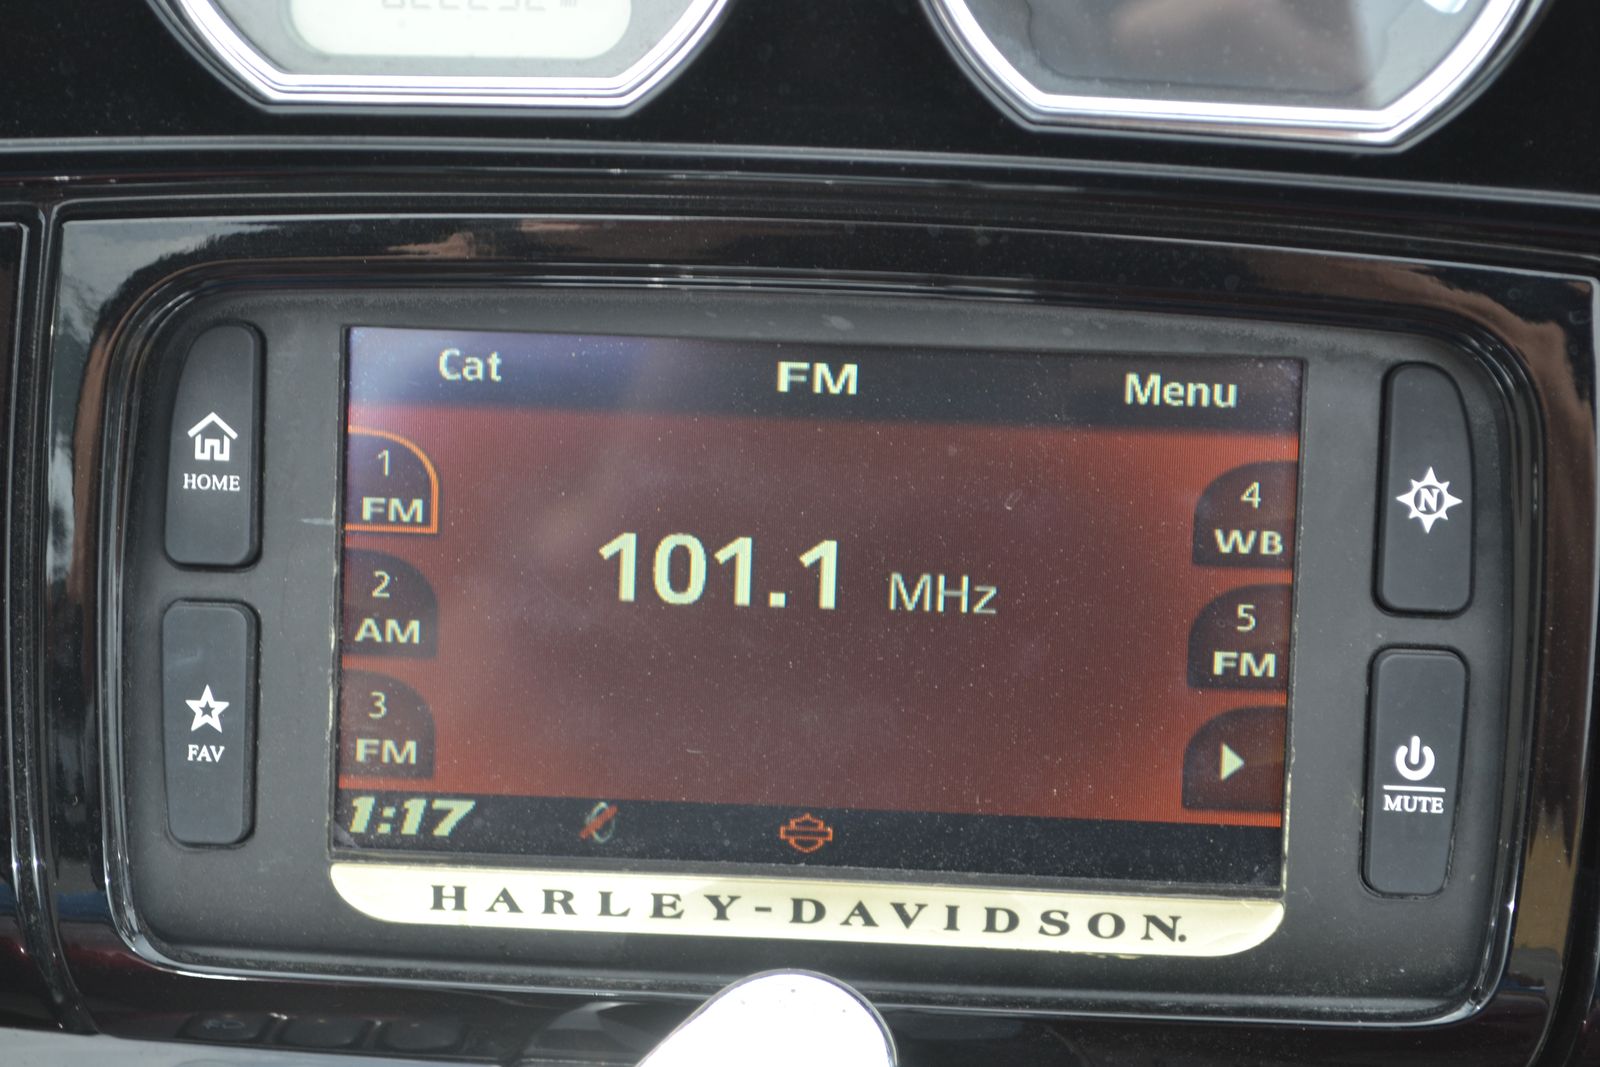 Cat FM Menu
1
FM
2
AM
3
FM
101.1 MHz
4
WB
5
FM
1:17
HARLEY-DAVIDSON.
HOME
FAV
N
MUTE